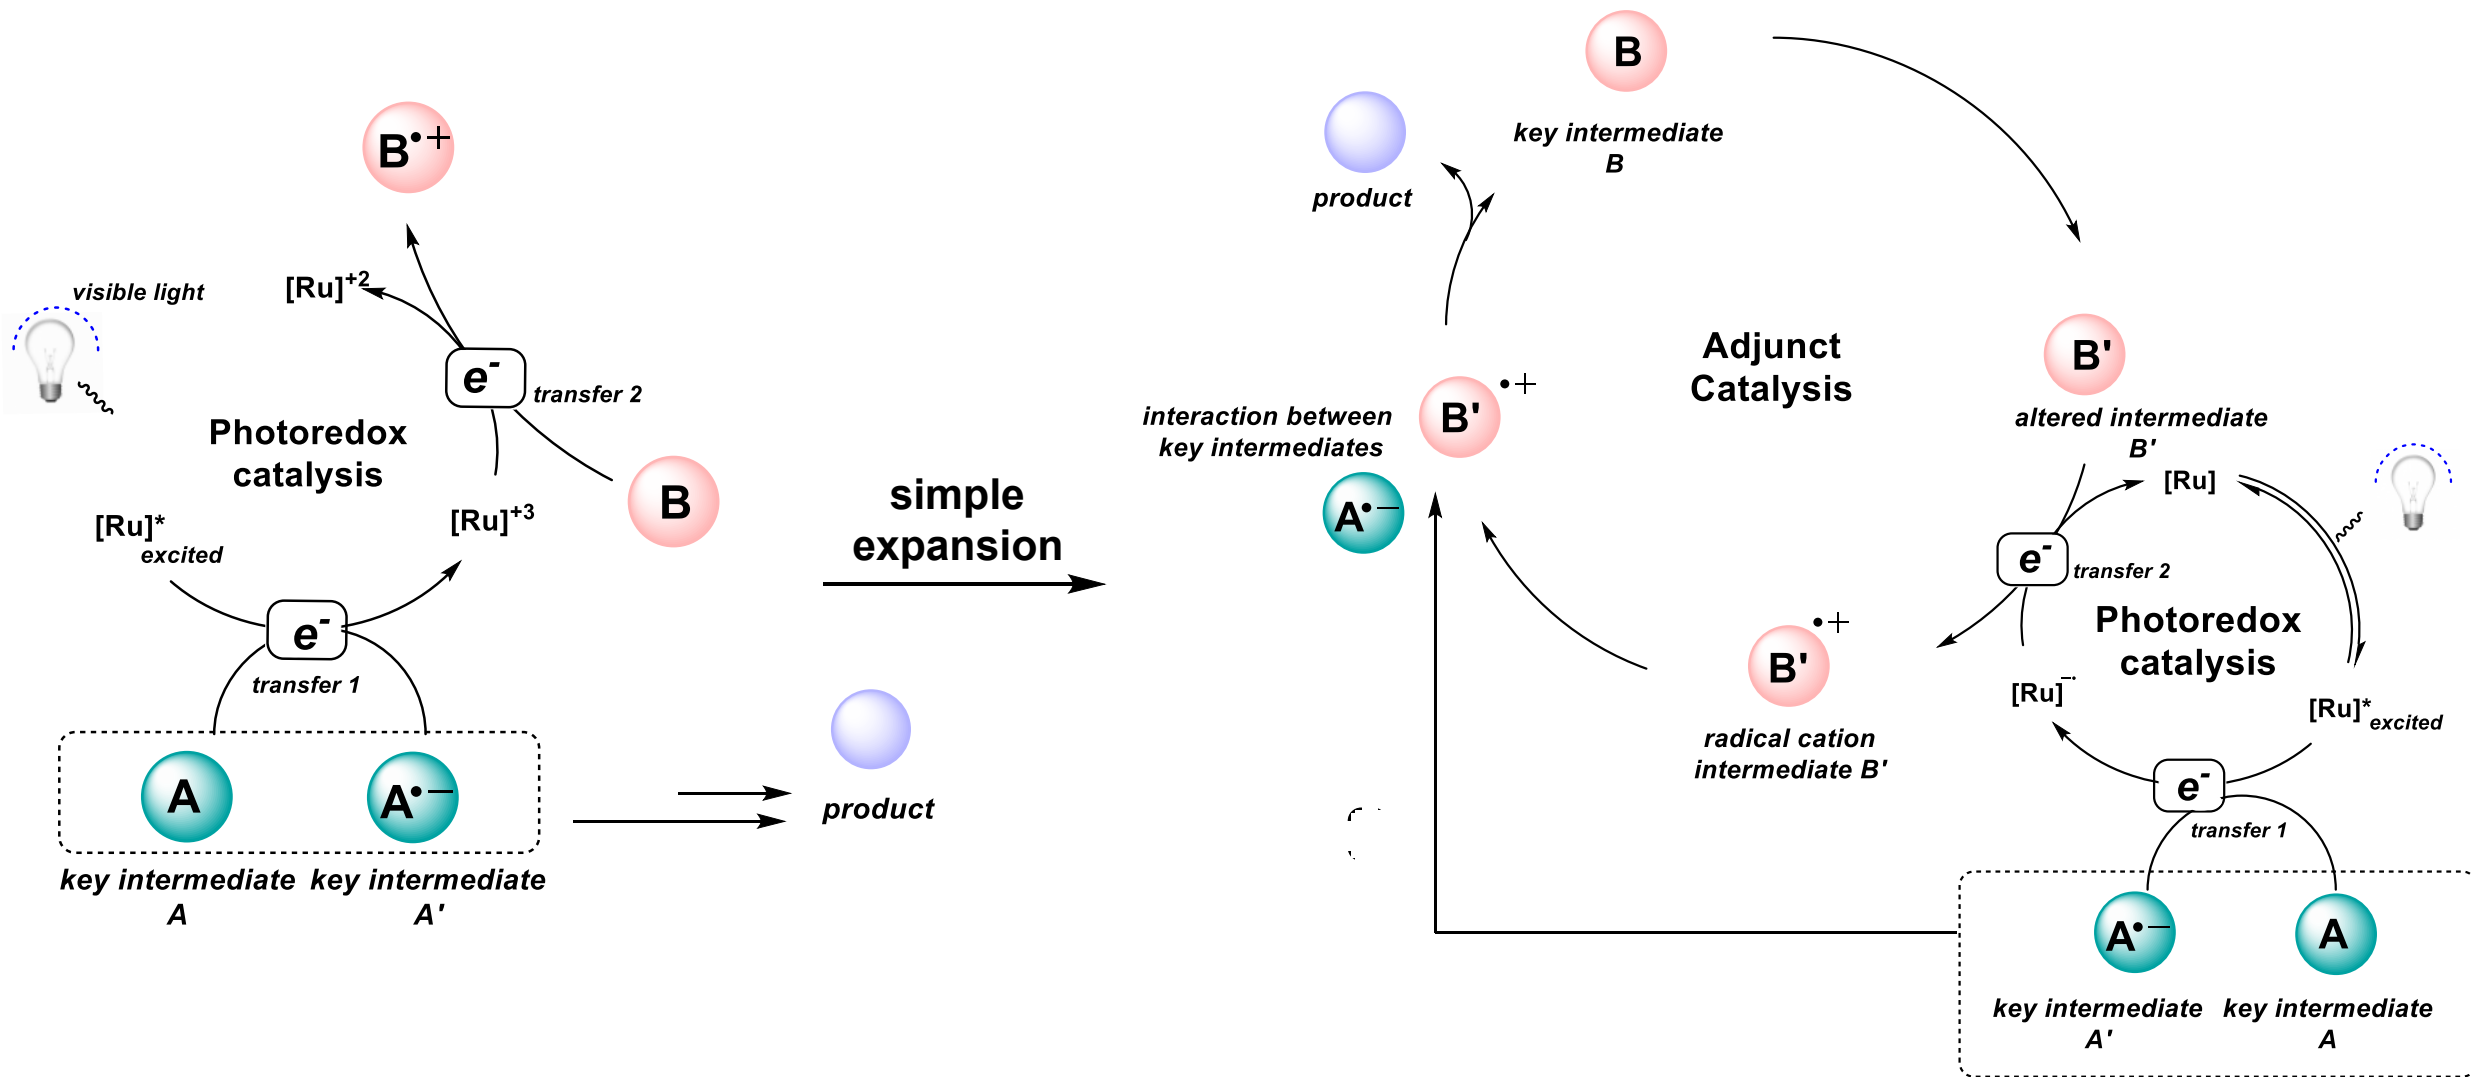 B•+
visible light
[Ru]+2
e-
transfer 2
Photoredox
catalysis
B
[Ru]*
excited
[Ru]+3
e-
transfer 1
A
A•–
key intermediate
A
key intermediate
A'
product
simple
expansion
B
key intermediate
B
product
Adjunct
Catalysis
B'
altered intermediate
B'
interaction between
key intermediates
B'
•+
A•–
[Ru]
e-
transfer 2
Photoredox
catalysis
B'
•+
radical cation
intermediate B'
[Ru]–•
[Ru]*excited
e-
transfer 1
A•–
A
key intermediate
A'
key intermediate
A